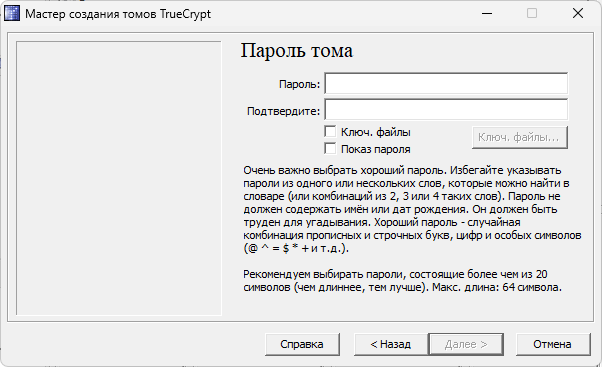 Мастер создания томов TrueCrypt
Пароль тома
Пароль:
Подтвердите:
Ключ. файлы
Ключ. файлы...
Показ пароля
Очень важно выбрать хороший пароль. Избегайте указывать
пароли из одного или нескольких слов, которые можно найти в
словаре (или комбинаций из 2, 3 или 4 таких слов). Пароль не
должен содержать имён или дат рождения. Он должен быть
труден для угадывания. Хороший пароль - случайная
комбинация прописных и строчных букв, цифр и особых символов
(@ ^ = $ * + и т.д.).
Рекомендуем выбирать пароли, состоящие более чем из 20
символов (чем длиннее, тем лучше). Макс. длина: 64 символа.
Справка
< Назад
Далее >
Отмена